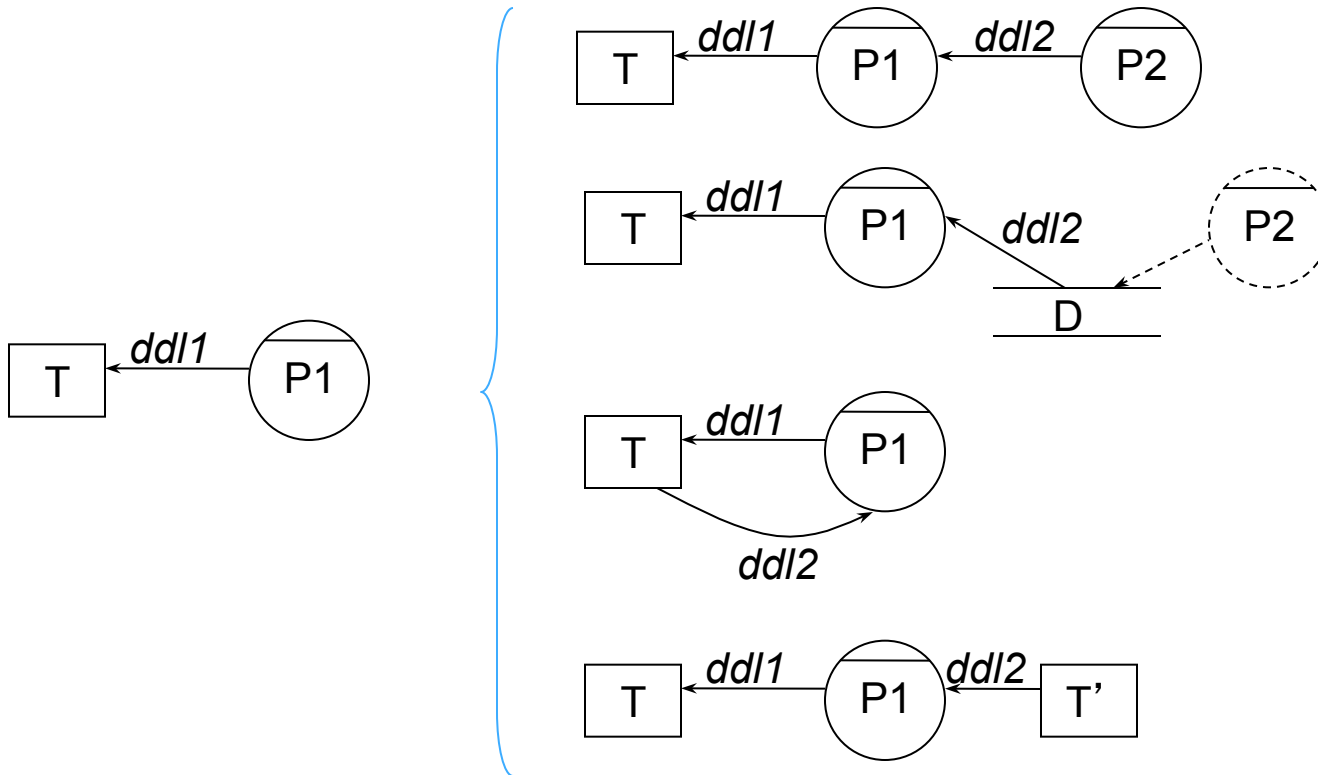 ddl1 ddl2
T P1 P2
ddl1
T P1 ddl2 P2
D
ddl1
T P1
ddl1
T P1
ddl2
ddl1 ddl2
T P1 T’